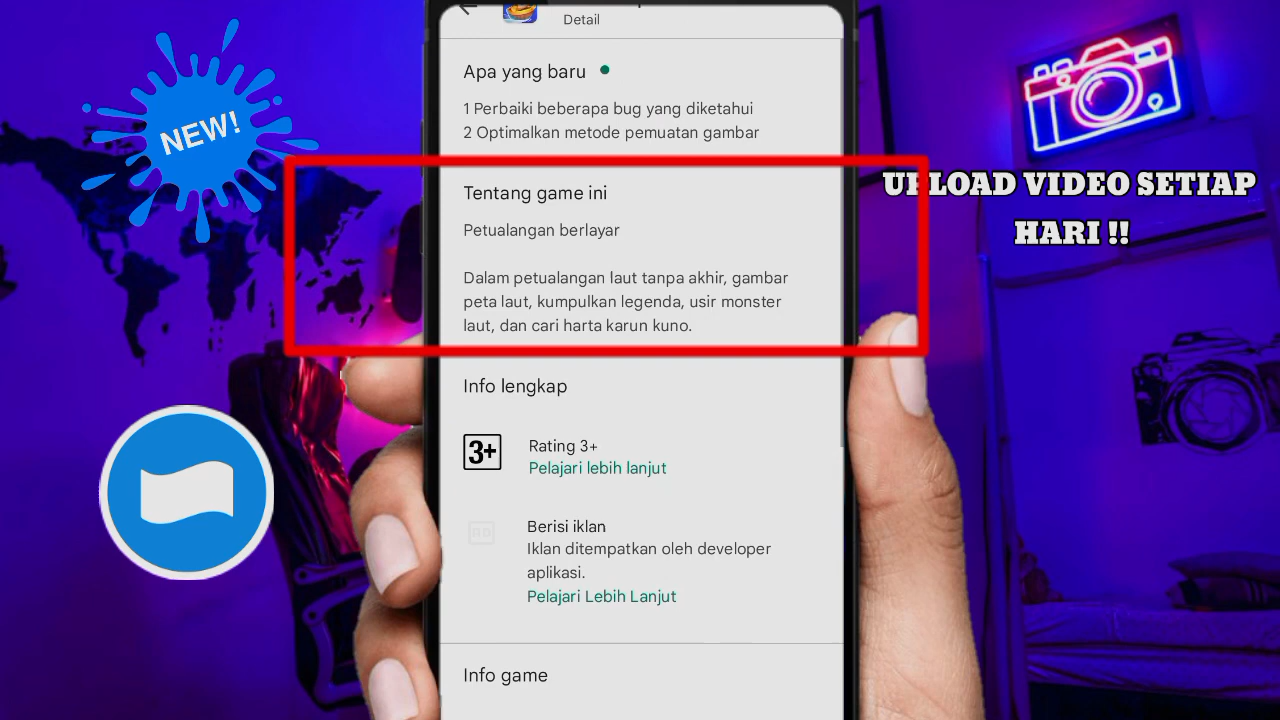 Detail
Apa yang baru
1 Perbaiki beberapa bug yang diketahui
2 Optimalkan metode pemuatan gambar
NEW!
UPLOAD VIDEO SETIAP
HARI !!
Tentang game ini
Petualangan berlayar
Dalam petualangan laut tanpa akhir, gambar
peta laut, kumpulkan legenda, usir monster
laut, dan cari harta karun kuno.
Info lengkap
3+
Rating 3+
Pelajari lebih lanjut
Berisi iklan
Iklan ditempatkan oleh developer
aplikasi.
Pelajari Lebih Lanjut
Info game